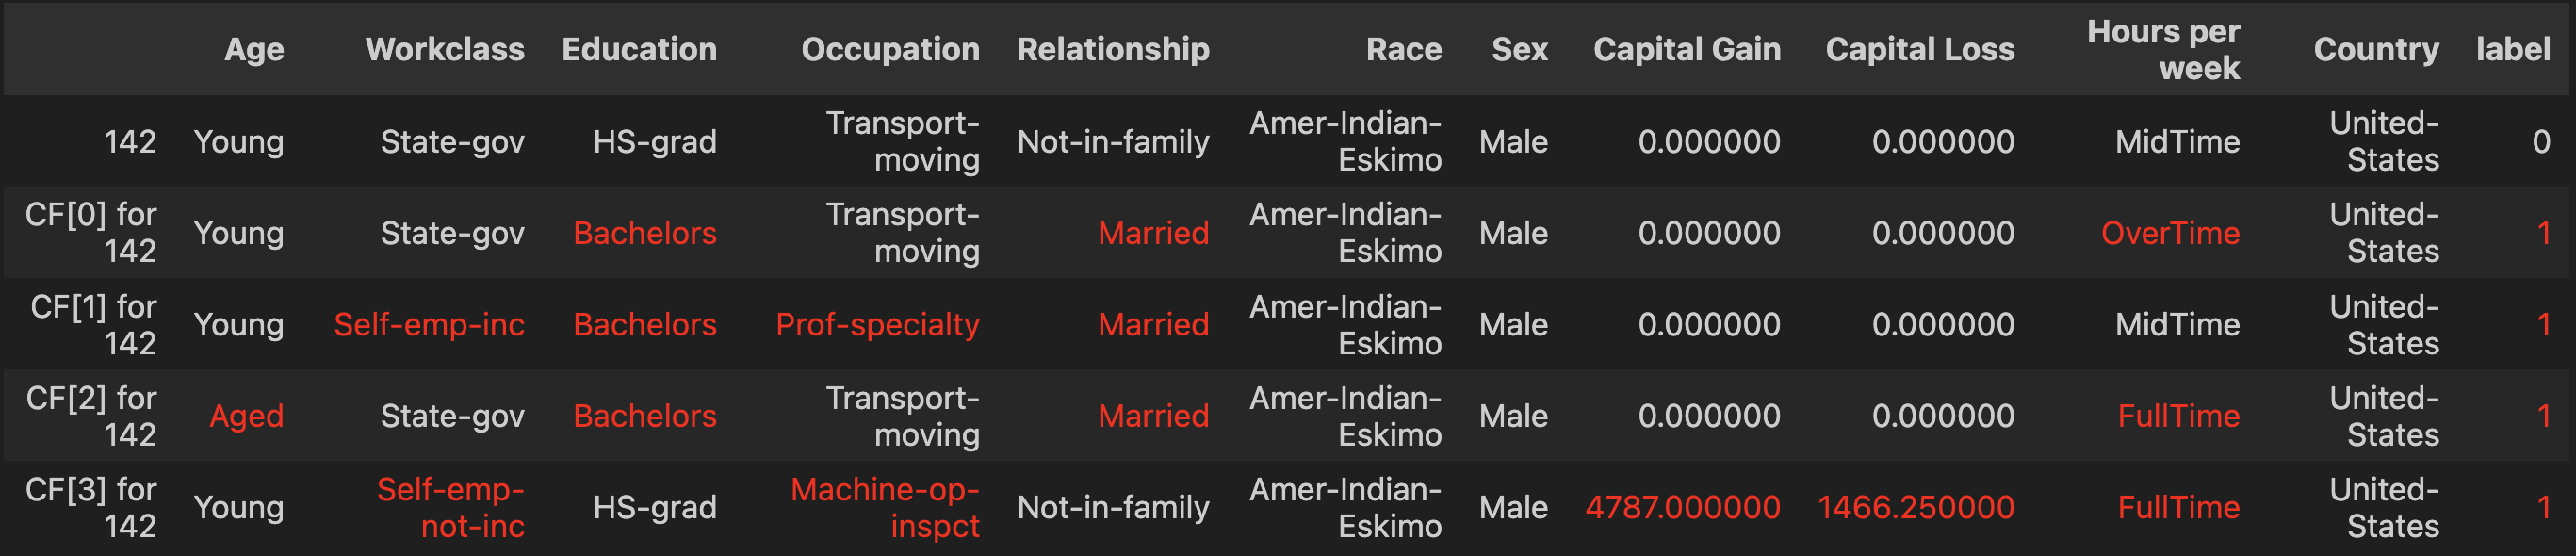 Age Workclass Education Occupation Relationship Race Sex Capital Gain Capital Loss Hours per week Country label
142 Young State-gov HS-grad Transport-moving Not-in-family Amer-Indian-Eskimo Male 0.000000 0.000000 MidTime United-States 0
CF[0] for 142 Young State-gov Bachelors Transport-moving Married Amer-Indian-Eskimo Male 0.000000 0.000000 OverTime United-States 1
CF[1] for 142 Young Self-emp-inc Bachelors Prof-specialty Married Amer-Indian-Eskimo Male 0.000000 0.000000 MidTime United-States 1
CF[2] for 142 Aged State-gov Bachelors Transport-moving Married Amer-Indian-Eskimo Male 0.000000 0.000000 FullTime United-States 1
CF[3] for 142 Young Self-emp-not-inc HS-grad Machine-op-inspct Not-in-family Amer-Indian-Eskimo Male 4787.000000 1466.250000 FullTime United-States 1